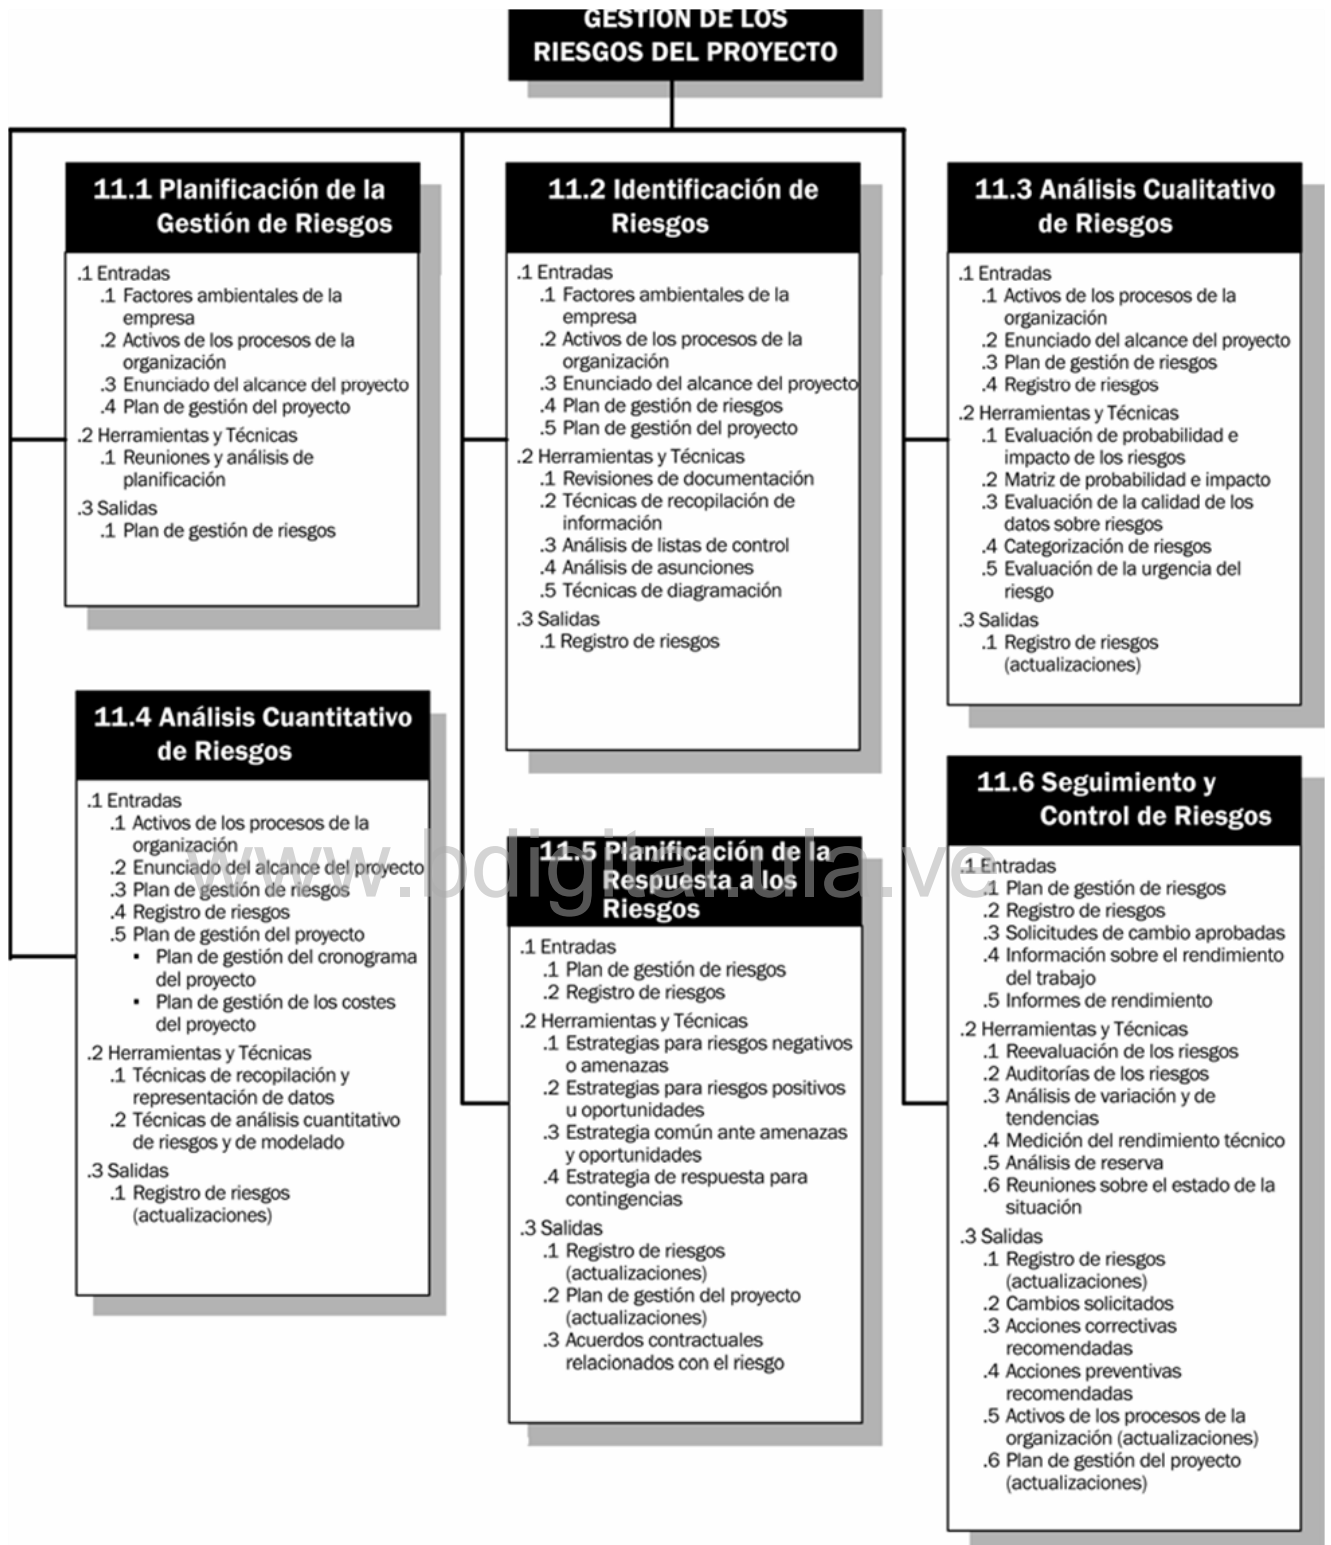 GESTIÓN DE LOS
RIESGOS DEL PROYECTO
11.1 Planificación de la
Gestión de Riesgos
.1 Entradas
.1 Factores ambientales de la
empresa
.2 Activos de los procesos de la
organización
.3 Enunciado del alcance del proyecto
.4 Plan de gestión del proyecto
.2 Herramientas y Técnicas
.1 Reuniones y análisis de
planificación
.3 Salidas
.1 Plan de gestión de riesgos
11.2 Identificación de
Riesgos
.1 Entradas
.1 Factores ambientales de la
empresa
.2 Activos de los procesos de la
organización
.3 Enunciado del alcance del proyecto
.4 Plan de gestión de riesgos
.5 Plan de gestión del proyecto
.2 Herramientas y Técnicas
.1 Revisiones de documentación
.2 Técnicas de recopilación de
información
.3 Análisis de listas de control
.4 Análisis de asunciones
.5 Técnicas de diagramación
.3 Salidas
.1 Registro de riesgos
11.3 Análisis Cualitativo
de Riesgos
.1 Entradas
.1 Activos de los procesos de la
organización
.2 Enunciado del alcance del proyecto
.3 Plan de gestión de riesgos
.4 Registro de riesgos
.2 Herramientas y Técnicas
.1 Evaluación de probabilidad e
impacto de los riesgos
.2 Matriz de probabilidad e impacto
.3 Evaluación de la calidad de los
datos sobre riesgos
.4 Categorización de riesgos
.5 Evaluación de la urgencia del
riesgo
.3 Salidas
.1 Registro de riesgos
(actualizaciones)
11.4 Análisis Cuantitativo
de Riesgos
.1 Entradas
.1 Activos de los procesos de la
organización
.2 Enunciado del alcance del proyecto
.3 Plan de gestión de riesgos
.4 Registro de riesgos
.5 Plan de gestión del proyecto
▪ Plan de gestión del cronograma
del proyecto
▪ Plan de gestión de los costes
del proyecto
.2 Herramientas y Técnicas
.1 Técnicas de recopilación y
representación de datos
.2 Técnicas de análisis cuantitativo
de riesgos y de modelado
.3 Salidas
.1 Registro de riesgos
(actualizaciones)
11.5 Planificación de la
Respuesta a los
Riesgos
.1 Entradas
.1 Plan de gestión de riesgos
.2 Registro de riesgos
.2 Herramientas y Técnicas
.1 Estrategias para riesgos negativos
o amenazas
.2 Estrategias para riesgos positivos
u oportunidades
.3 Estrategia común ante amenazas
y oportunidades
.4 Estrategia de respuesta para
contingencias
.3 Salidas
.1 Registro de riesgos
(actualizaciones)
.2 Plan de gestión del proyecto
(actualizaciones)
.3 Acuerdos contractuales
relacionados con el riesgo
11.6 Seguimiento y
Control de Riesgos
.1 Entradas
.1 Plan de gestión de riesgos
.2 Registro de riesgos
.3 Solicitudes de cambio aprobadas
.4 Información sobre el rendimiento
del trabajo
.5 Informes de rendimiento
.2 Herramientas y Técnicas
.1 Reevaluación de los riesgos
.2 Auditorías de los riesgos
.3 Análisis de variación y de
tendencias
.4 Medición del rendimiento técnico
.5 Análisis de reserva
.6 Reuniones sobre el estado de la
situación
.3 Salidas
.1 Registro de riesgos
(actualizaciones)
.2 Cambios solicitados
.3 Acciones correctivas
recomendadas
.4 Acciones preventivas
recomendadas
.5 Activos de los procesos de la
organización (actualizaciones)
.6 Plan de gestión del proyecto
(actualizaciones)
www.bdigital.ula.ve